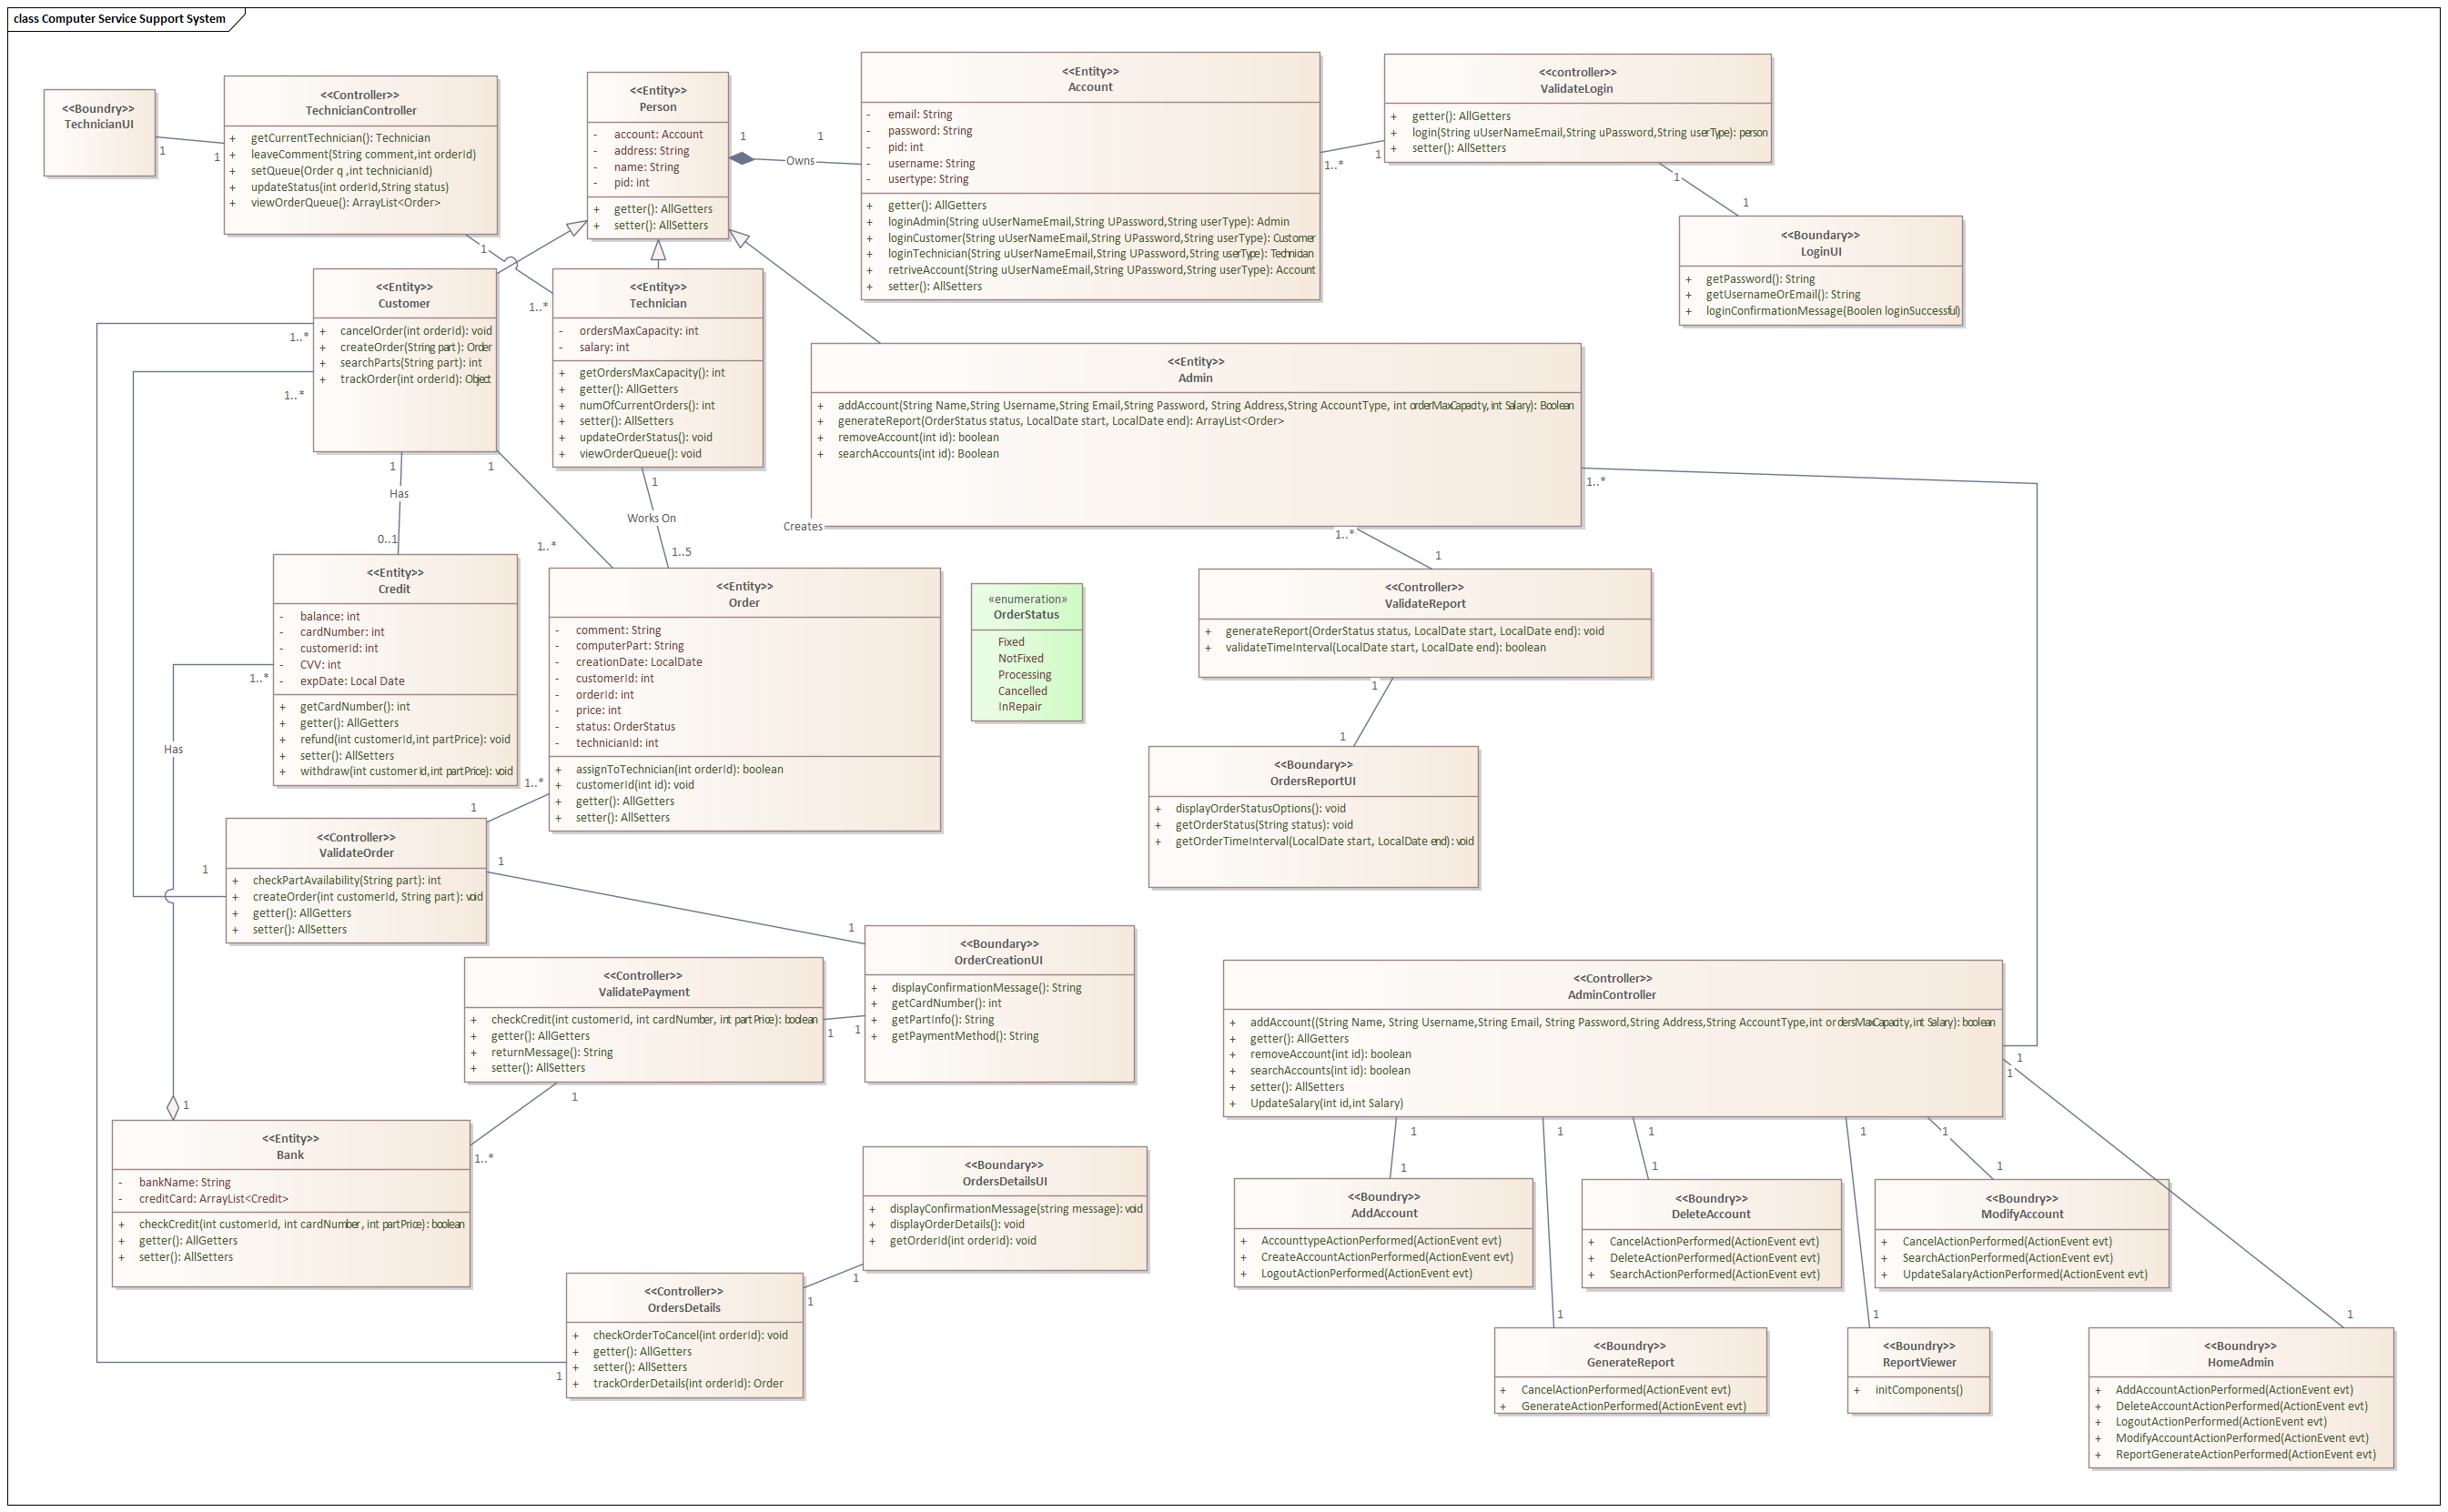 class Computer Service Support System
<<Boundry>>
TechnicianUI
1
1
<<Controller>>
TechnicianController
+ getCurrentTechnician(): Technician
+ leaveComment(String comment,int orderId)
+ setQueue(Order q ,int technicianId)
+ updateStatus(int orderId,String status)
+ viewOrderQueue(): ArrayList<Order>
1
1..*
<<Entity>>
Person
- account: Account
- address: String
- name: String
- pid: int
+ getter(): AllGetters
+ setter(): AllSetters
1
Owns
1
<<Entity>>
Account
- email: String
- password: String
- pid: int
- username: String
- usertype: String
+ getter(): AllGetters
+ loginAdmin(String uUserNameEmail,String UPassword,String userType): Admin
+ loginCustomer(String uUserNameEmail,String UPassword,String userType): Customer
+ loginTechnician(String uUserNameEmail,String UPassword,String userType): Technician
+ retriveAccount(String uUserNameEmail,String UPassword,String userType): Account
+ setter(): AllSetters
1..*
1
<<controller>>
ValidateLogin
+ getter(): AllGetters
+ login(String uUserNameEmail,String uPassword,String userType): person
+ setter(): AllSetters
1
1
<<Boundary>>
LoginUI
+ getPassword(): String
+ getUsernameOrEmail(): String
+ loginConfirmationMessage(Boolen loginSuccessful)
<<Entity>>
Customer
+ cancelOrder(int orderId): void
+ createOrder(String part): Order
+ searchParts(String part): int
+ trackOrder(int orderId): Object
1..*
1..*
1
Has
0..1
1
1..*
<<Entity>>
Technician
- ordersMaxCapacity: int
- salary: int
+ getOrdersMaxCapacity(): int
+ getter(): AllGetters
+ numOfCurrentOrders(): int
+ setter(): AllSetters
+ updateOrderStatus(): void
+ viewOrderQueue(): void
1
Works On
1..5
<<Entity>>
Admin
+ addAccount(String Name,String Username,String Email,String Password, String Address,String AccountType, int orderMaxCapacity,int Salary): Boolean
+ generateReport(OrderStatus status, LocalDate start, LocalDate end): ArrayList<Order>
+ removeAccount(int id): boolean
+ searchAccounts(int id): Boolean
Creates
1..*
1..*
1
<<Entity>>
Credit
- balance: int
- cardNumber: int
- customerId: int
- CVV: int
- expDate: Local Date
+ getCardNumber(): int
+ getter(): AllGetters
+ refund(int customerId,int partPrice): void
+ setter(): AllSetters
+ withdraw(int customerId,int partPrice): void
1..*
Has
1
<<Entity>>
Order
- comment: String
- computerPart: String
- creationDate: LocalDate
- customerId: int
- orderId: int
- price: int
- status: OrderStatus
- technicianId: int
+ assignToTechnician(int orderId): boolean
+ customerId(int id): void
+ getter(): AllGetters
+ setter(): AllSetters
1..*
1
«enumeration»
OrderStatus
Fixed
NotFixed
Processing
Cancelled
InRepair
<<Controller>>
ValidateReport
+ generateReport(OrderStatus status, LocalDate start, LocalDate end): void
+ validateTimeInterval(LocalDate start, LocalDate end): boolean
1
1
<<Boundary>>
OrdersReportUI
+ displayOrderStatusOptions(): void
+ getOrderStatus(String status): void
+ getOrderTimeInterval(LocalDate start, LocalDate end): void
<<Controller>>
ValidateOrder
+ checkPartAvailability(String part): int
+ createOrder(int customerId, String part): void
+ getter(): AllGetters
+ setter(): AllSetters
1
1
1
<<Boundary>>
OrderCreationUI
+ displayConfirmationMessage(): String
+ getCardNumber(): int
+ getPartInfo(): String
+ getPaymentMethod(): String
<<Controller>>
ValidatePayment
+ checkCredit(int customerId, int cardNumber, int partPrice): boolean
+ getter(): AllGetters
+ returnMessage(): String
+ setter(): AllSetters
1
1
1
1..*
<<Entity>>
Bank
- bankName: String
- creditCard: ArrayList<Credit>
+ checkCredit(int customerId, int cardNumber, int partPrice): boolean
+ getter(): AllGetters
+ setter(): AllSetters
<<Boundary>>
OrdersDetailsUI
+ displayConfirmationMessage(string message): void
+ displayOrderDetails(): void
+ getOrderId(int orderId): void
1
1
<<Controller>>
OrdersDetails
+ checkOrderToCancel(int orderId): void
+ getter(): AllGetters
+ setter(): AllSetters
+ trackOrderDetails(int orderId): Order
1
<<Controller>>
AdminController
+ addAccount((String Name, String Username,String Email, String Password,String Address,String AccountType,int ordersMaxCapacity,int Salary): boolean
+ getter(): AllGetters
+ removeAccount(int id): boolean
+ searchAccounts(int id): boolean
+ setter(): AllSetters
+ UpdateSalary(int id,int Salary)
1
1
1
1
1
1
1
1
1
1
<<Boundry>>
AddAccount
+ AccounttypeActionPerformed(ActionEvent evt)
+ CreateAccountActionPerformed(ActionEvent evt)
+ LogoutActionPerformed(ActionEvent evt)
<<Boundry>>
DeleteAccount
+ CancelActionPerformed(ActionEvent evt)
+ DeleteActionPerformed(ActionEvent evt)
+ SearchActionPerformed(ActionEvent evt)
<<Boundry>>
ModifyAccount
+ CancelActionPerformed(ActionEvent evt)
+ SearchActionPerformed(ActionEvent evt)
+ UpdateSalaryActionPerformed(ActionEvent evt)
1
1
1
<<Boundry>>
GenerateReport
+ CancelActionPerformed(ActionEvent evt)
+ GenerateActionPerformed(ActionEvent evt)
<<Boundry>>
ReportViewer
+ initComponents()
<<Boundry>>
HomeAdmin
+ AddAccountActionPerformed(ActionEvent evt)
+ DeleteAccountActionPerformed(ActionEvent evt)
+ LogoutActionPerformed(ActionEvent evt)
+ ModifyAccountActionPerformed(ActionEvent evt)
+ ReportGenerateActionPerformed(ActionEvent evt)